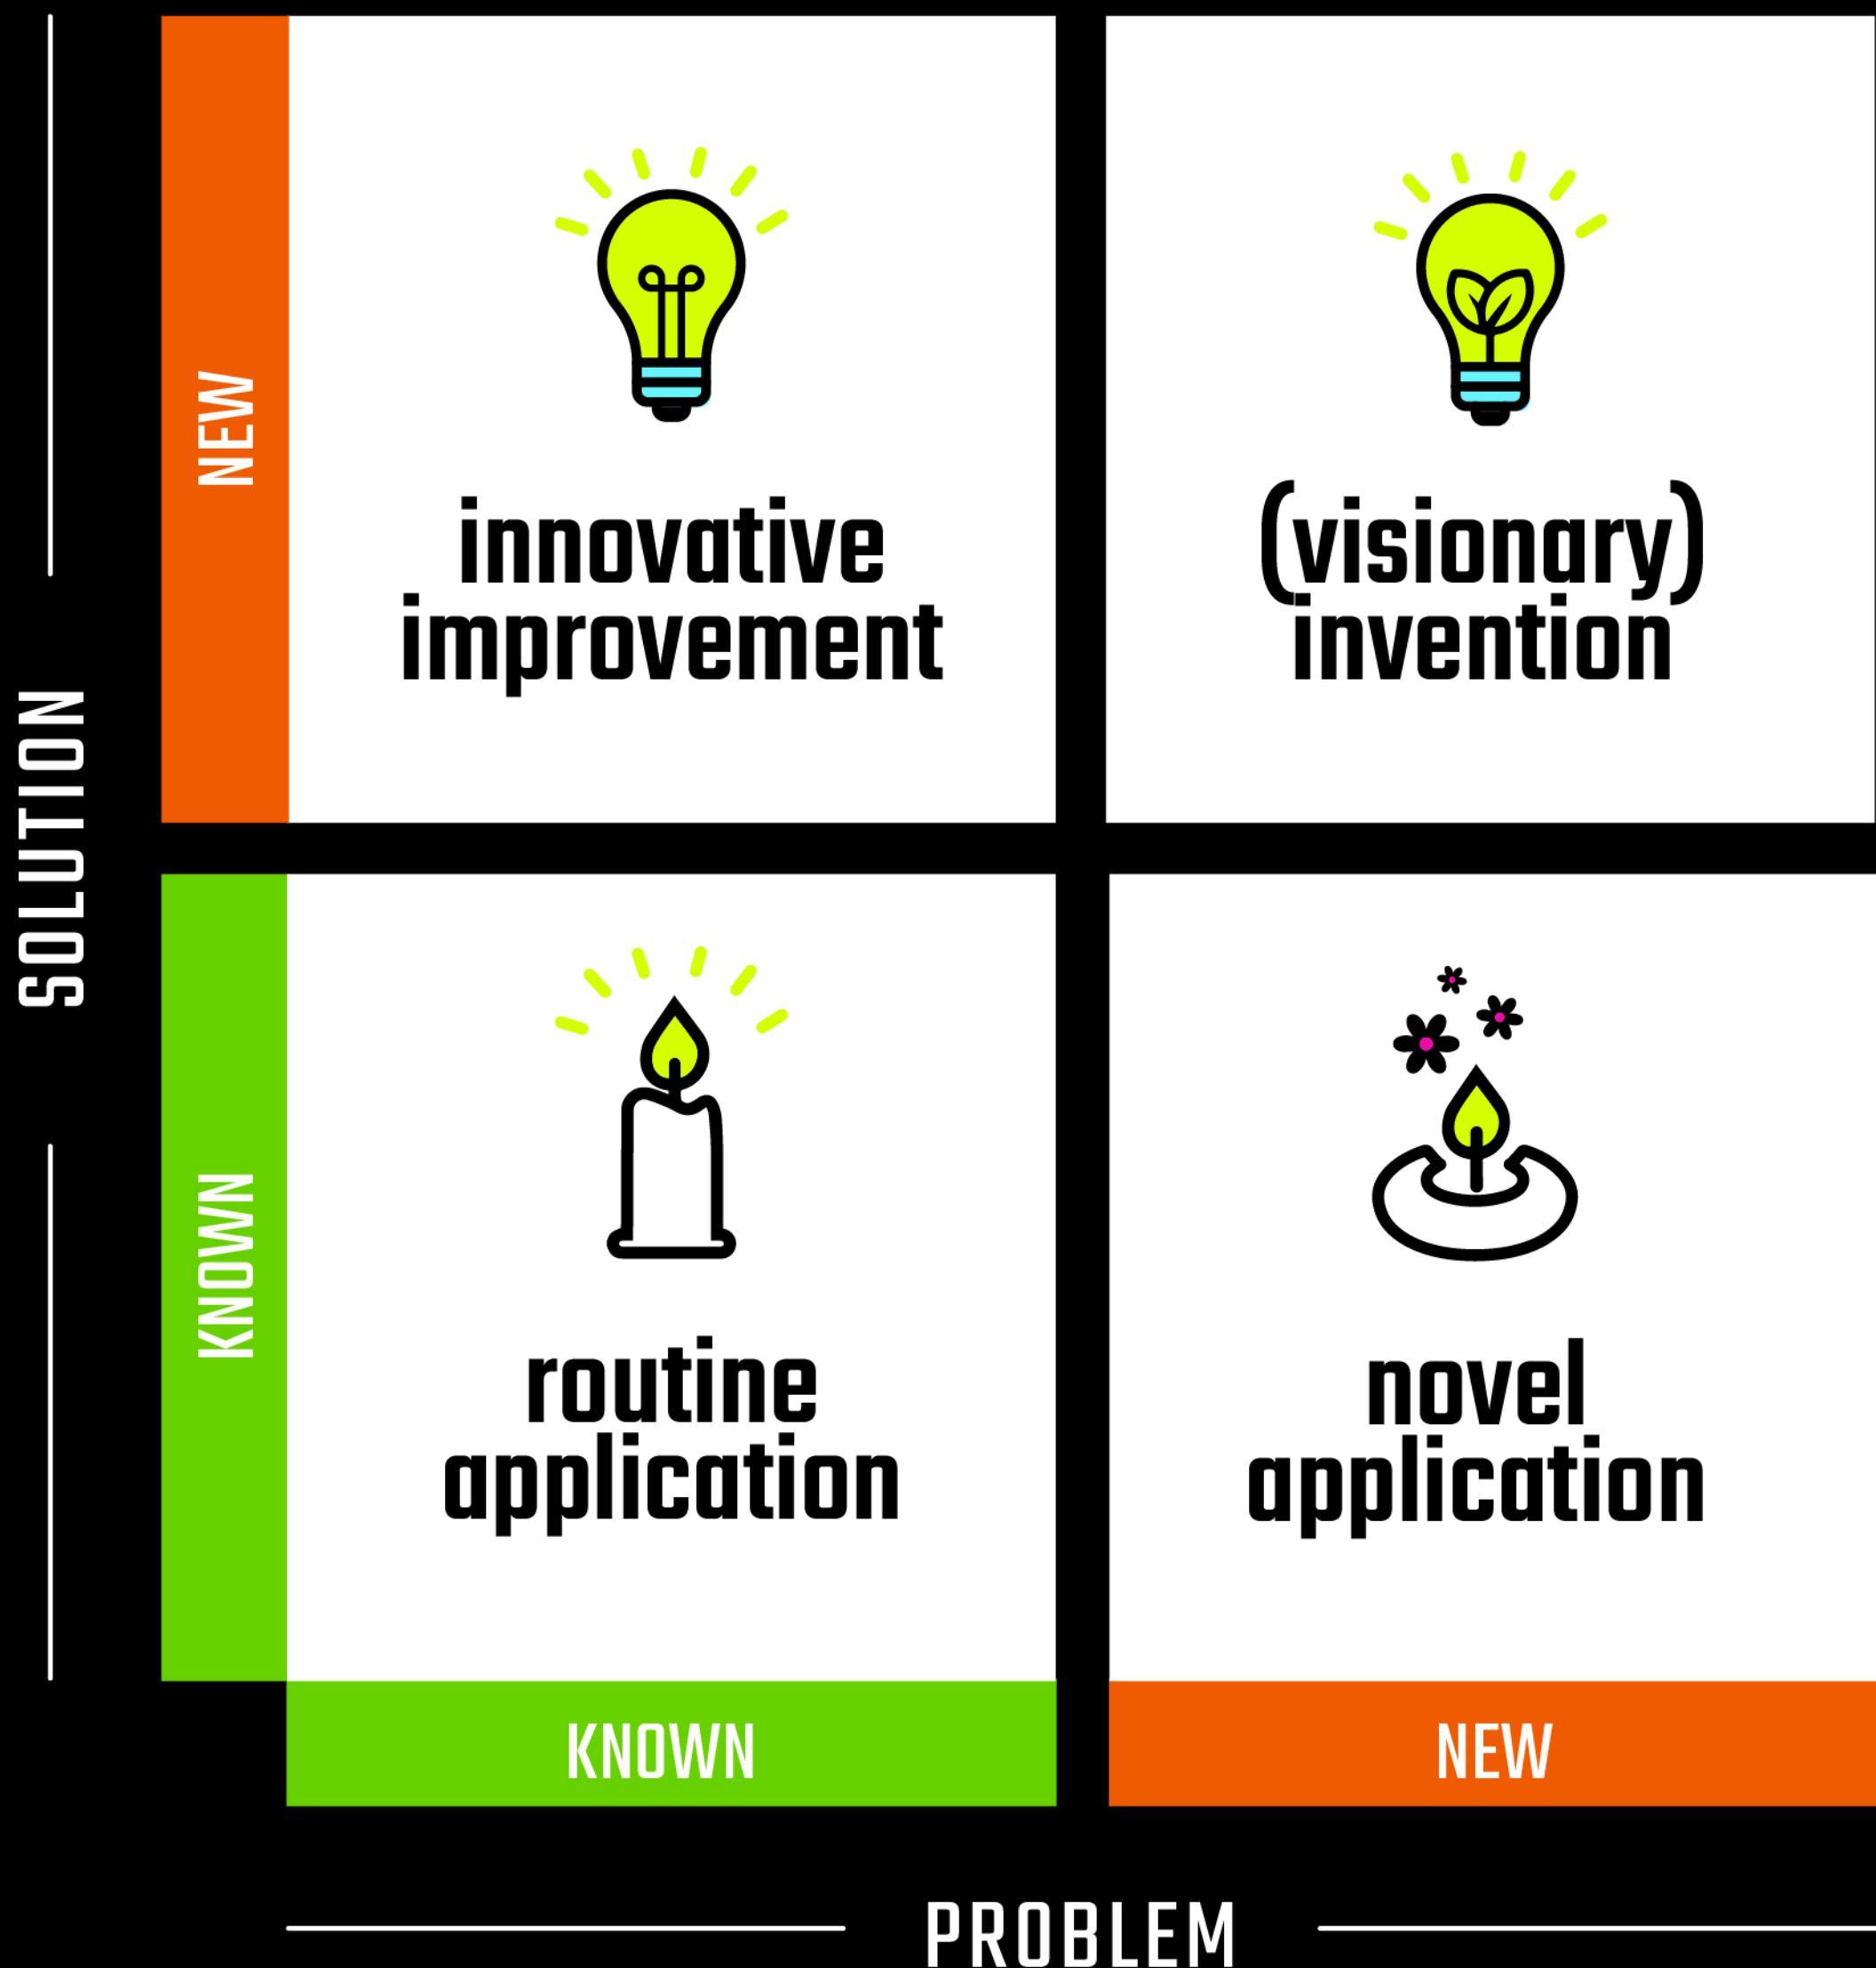 SOLUTION
NEW
innovative
improvement
(visionary)
invention
KNOWN
routine
application
novel
application
KNOWN
NEW
PROBLEM